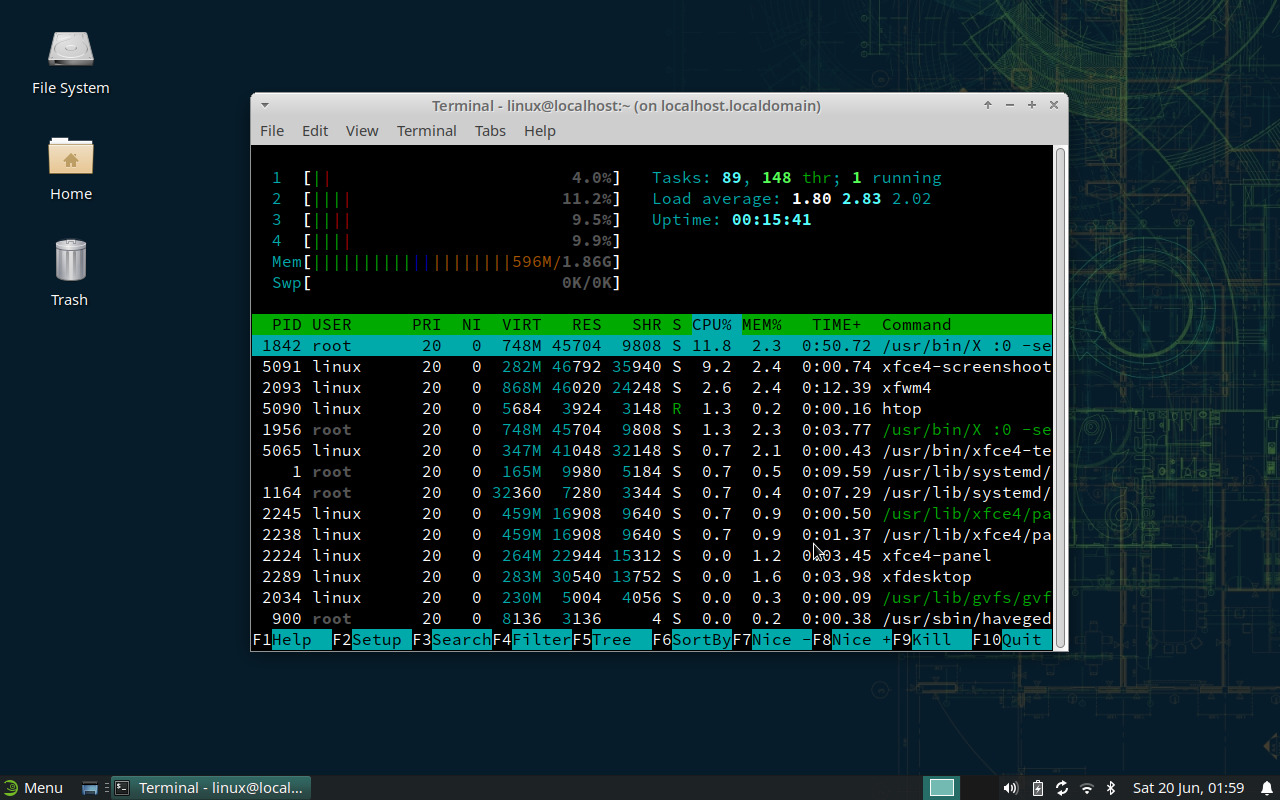 File System
Home
Trash
Terminal - linux@localhost:~ (on localhost.localdomain)
File Edit View Terminal Tabs Help
1 [|| 4.0%] Tasks: 89, 148 thr; 1 running
2 [|||| 11.2%] Load average: 1.80 2.83 2.02
3 [|||| 9.5%] Uptime: 00:15:41
4 [|||| 9.9%]
Mem[||||||||||||||||||||596M/1.86G]
Swp[ 0K/0K]
PID USER PRI NI VIRT RES SHR S CPU% MEM% TIME+ Command
1842 root 20 0 748M 45704 9808 S 11.8 2.3 0:50.72 /usr/bin/X :0 -se
5091 linux 20 0 282M 46792 35940 S 9.2 2.4 0:00.74 xfce4-screenshoot
2093 linux 20 0 868M 46020 24248 S 2.6 2.4 0:12.39 xfwm4
5090 linux 20 0 5684 3924 3148 R 1.3 0.2 0:00.16 htop
1956 root 20 0 748M 45704 9808 S 1.3 2.3 0:03.77 /usr/bin/X :0 -se
5065 linux 20 0 347M 41048 32148 S 0.7 2.1 0:00.43 /usr/bin/xfce4-te
1 root 20 0 165M 9980 5184 S 0.7 0.5 0:09.59 /usr/lib/systemd/
1164 root 20 0 32360 7280 3344 S 0.7 0.4 0:07.29 /usr/lib/systemd/
2245 linux 20 0 459M 16908 9640 S 0.7 0.9 0:00.50 /usr/lib/xfce4/pa
2238 linux 20 0 459M 16908 9640 S 0.7 0.9 0:01.37 /usr/lib/xfce4/pa
2224 linux 20 0 264M 22944 15312 S 0.0 1.2 0:03.45 xfce4-panel
2289 linux 20 0 283M 30540 13752 S 0.0 1.6 0:03.98 xfdesktop
2034 linux 20 0 230M 5004 4056 S 0.0 0.3 0:00.09 /usr/lib/gvfs/gvf
900 root 20 0 8136 3136 4 S 0.0 0.2 0:00.38 /usr/sbin/haveged
F1Help F2Setup F3SearchF4FilterF5Tree F6SortByF7Nice -F8Nice +F9Kill F10Quit
Menu Terminal - linux@local... Sat 20 Jun, 01:59